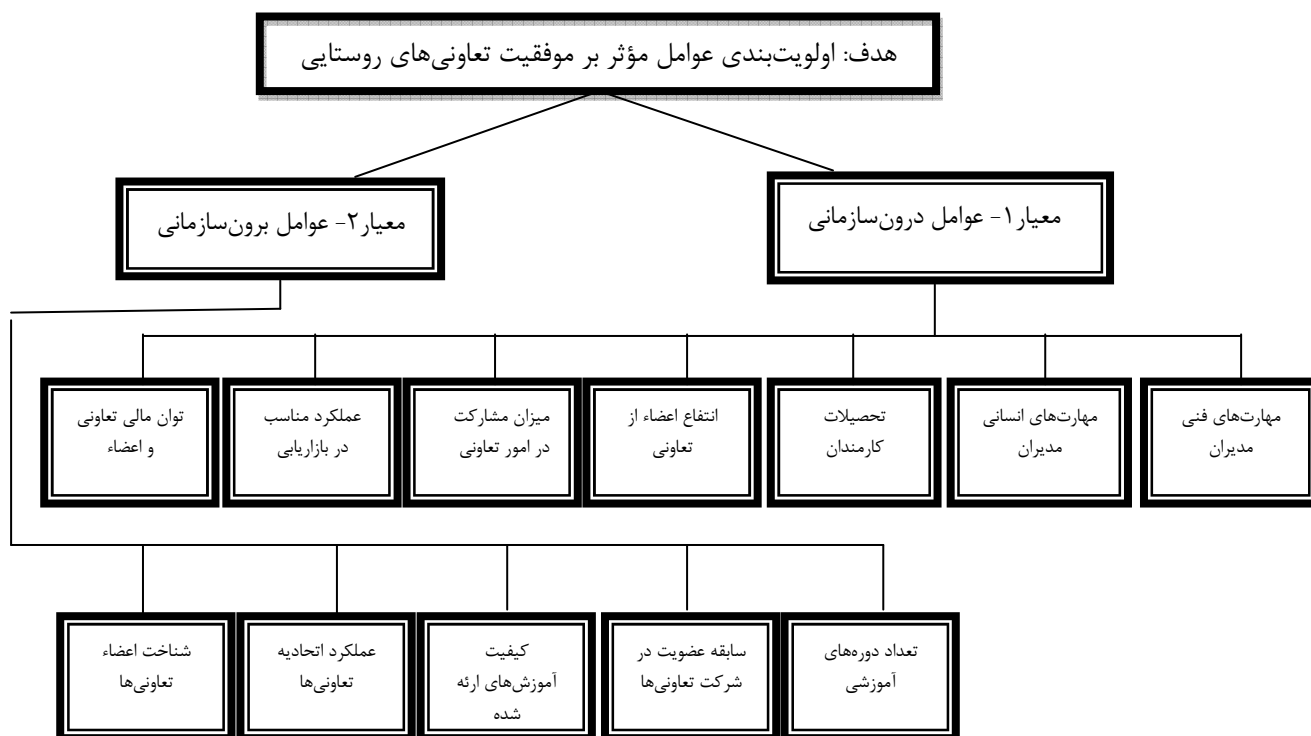 هدف: اولویت‌بندی عوامل مؤثر بر موفقیت تعاونی‌های روستایی
معیار۱- عوامل درون‌سازمانی
معیار۲- عوامل برون‌سازمانی
مهارت‌های فنی
مدیران
مهارت‌های انسانی
مدیران
تحصیلات
کارمندان
انتفاع اعضاء از
تعاونی
میزان مشارکت
در امور تعاونی
عملکرد مناسب
در بازاریابی
توان مالی تعاونی
و اعضاء
تعداد دوره‌های
آموزشی
سابقه عضویت در
شرکت تعاونی‌ها
کیفیت
آموزش‌های ارئه
شده
عملکرد اتحادیه
تعاونی‌ها
شناخت اعضاء
تعاونی‌ها